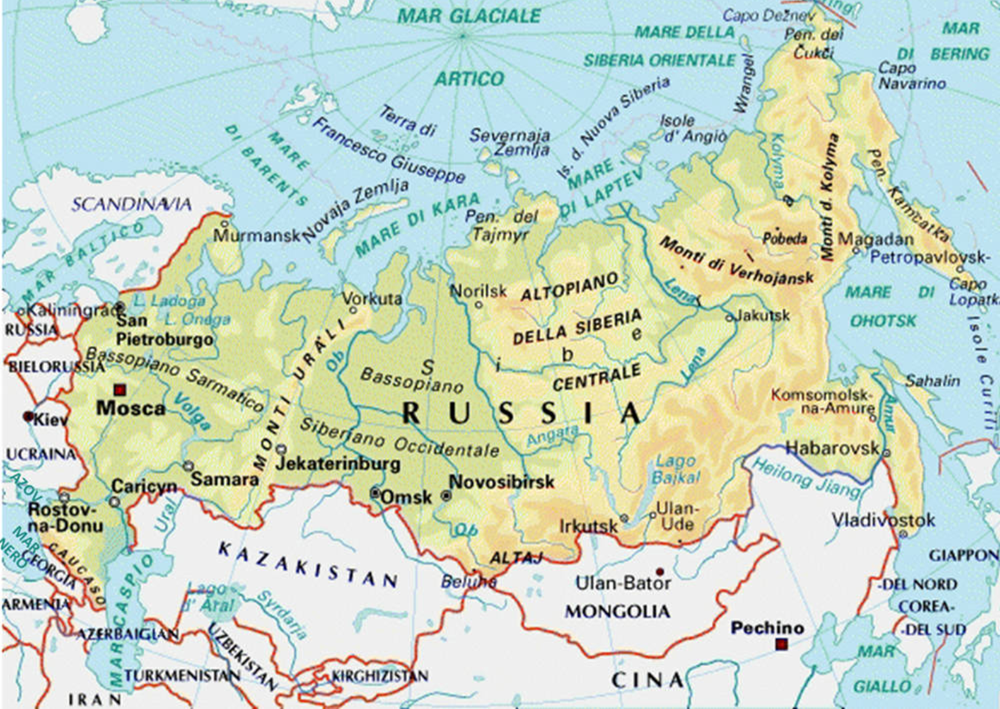 MAR GLACIALE
ARTICO
Capo Dežnev
Pen. dei
Čukči
MARE DELLA
SIBERIA ORIENTALE
MAR
DI BERING
Capo
Navarino
Wrangel
Is. d. Nuova Siberia
Isole
d' Angiò
Terra di
Francesco Giuseppe
Severnaja
Zemlja
MARE
DI BARENTS
MARE
DI LAPTEV
Novaja Zemlja
MARE DI KARA
Pen. del
Tajmyr
Kolyma
Monti d. Kolyma
Pen. Kamčatka
SCANDINAVIA
MAR BALTICO
Murmansk
Pobeda
Magadan
Petropavlovsk-
Monti di Verhojansk
Capo
Lopatk
MARE DI
OHOTSK
Isole Curili
L. Ladoga
L. Onega
Kaliningrad
RUSSIA
San
Pietroburgo
Vorkuta
Norilsk
ALTOPIANO
DELLA SIBERIA
CENTRALE
Lena
Jakutsk
Lena
BIELORUSSIA
Bassopiano Sarmatico
MONTI URALI
Ob
S i b e r i a
Bassopiano
Siberiano Occidentale
RUSSIA
Mosca
Volga
Kiev
UCRAINA
Angara
Komsomolsk-
na-Amure
Amur
Sahalin
Habarovsk
Heilong Jiang
Lago
Bajkal
Jekaterinburg
Samara
Caricyn
Omsk
Novosibirsk
AZOV
Rostov-
na-Donu
Ural
Ob
Irkutsk
Ulan-
Ude
Vladivostok
MAR
NERO
CAUCASO
GEORGIA
ARMENIA
AZERBAIGIAN
MAR CASPIO
KAZAKISTAN
ALTAJ
Beluha
Lago
d' Aral
Syrdarja
Ulan-Bator
MONGOLIA
GIAPPON
-DEL NORD
COREA-
-DEL SUD
Pechino
UZBEKISTAN
TURKMENISTAN
KIRGHIZISTAN
IRAN
CINA
MAR
GIALLO